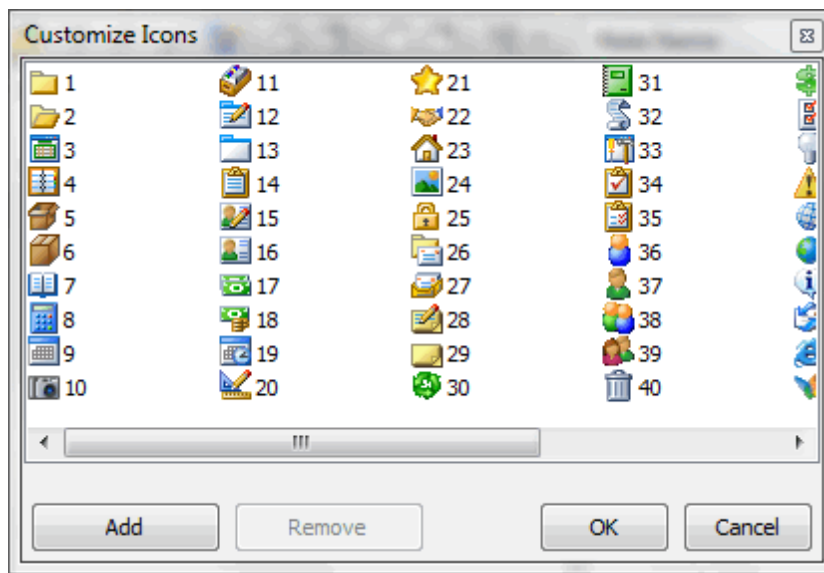 Customize Icons
1 11 21 31
2 12 22 32
3 13 23 33
4 14 24 34
5 15 25 35
6 16 26 36
7 17 27 37
8 18 28 38
9 19 29 39
10 20 30 40
Add Remove OK Cancel